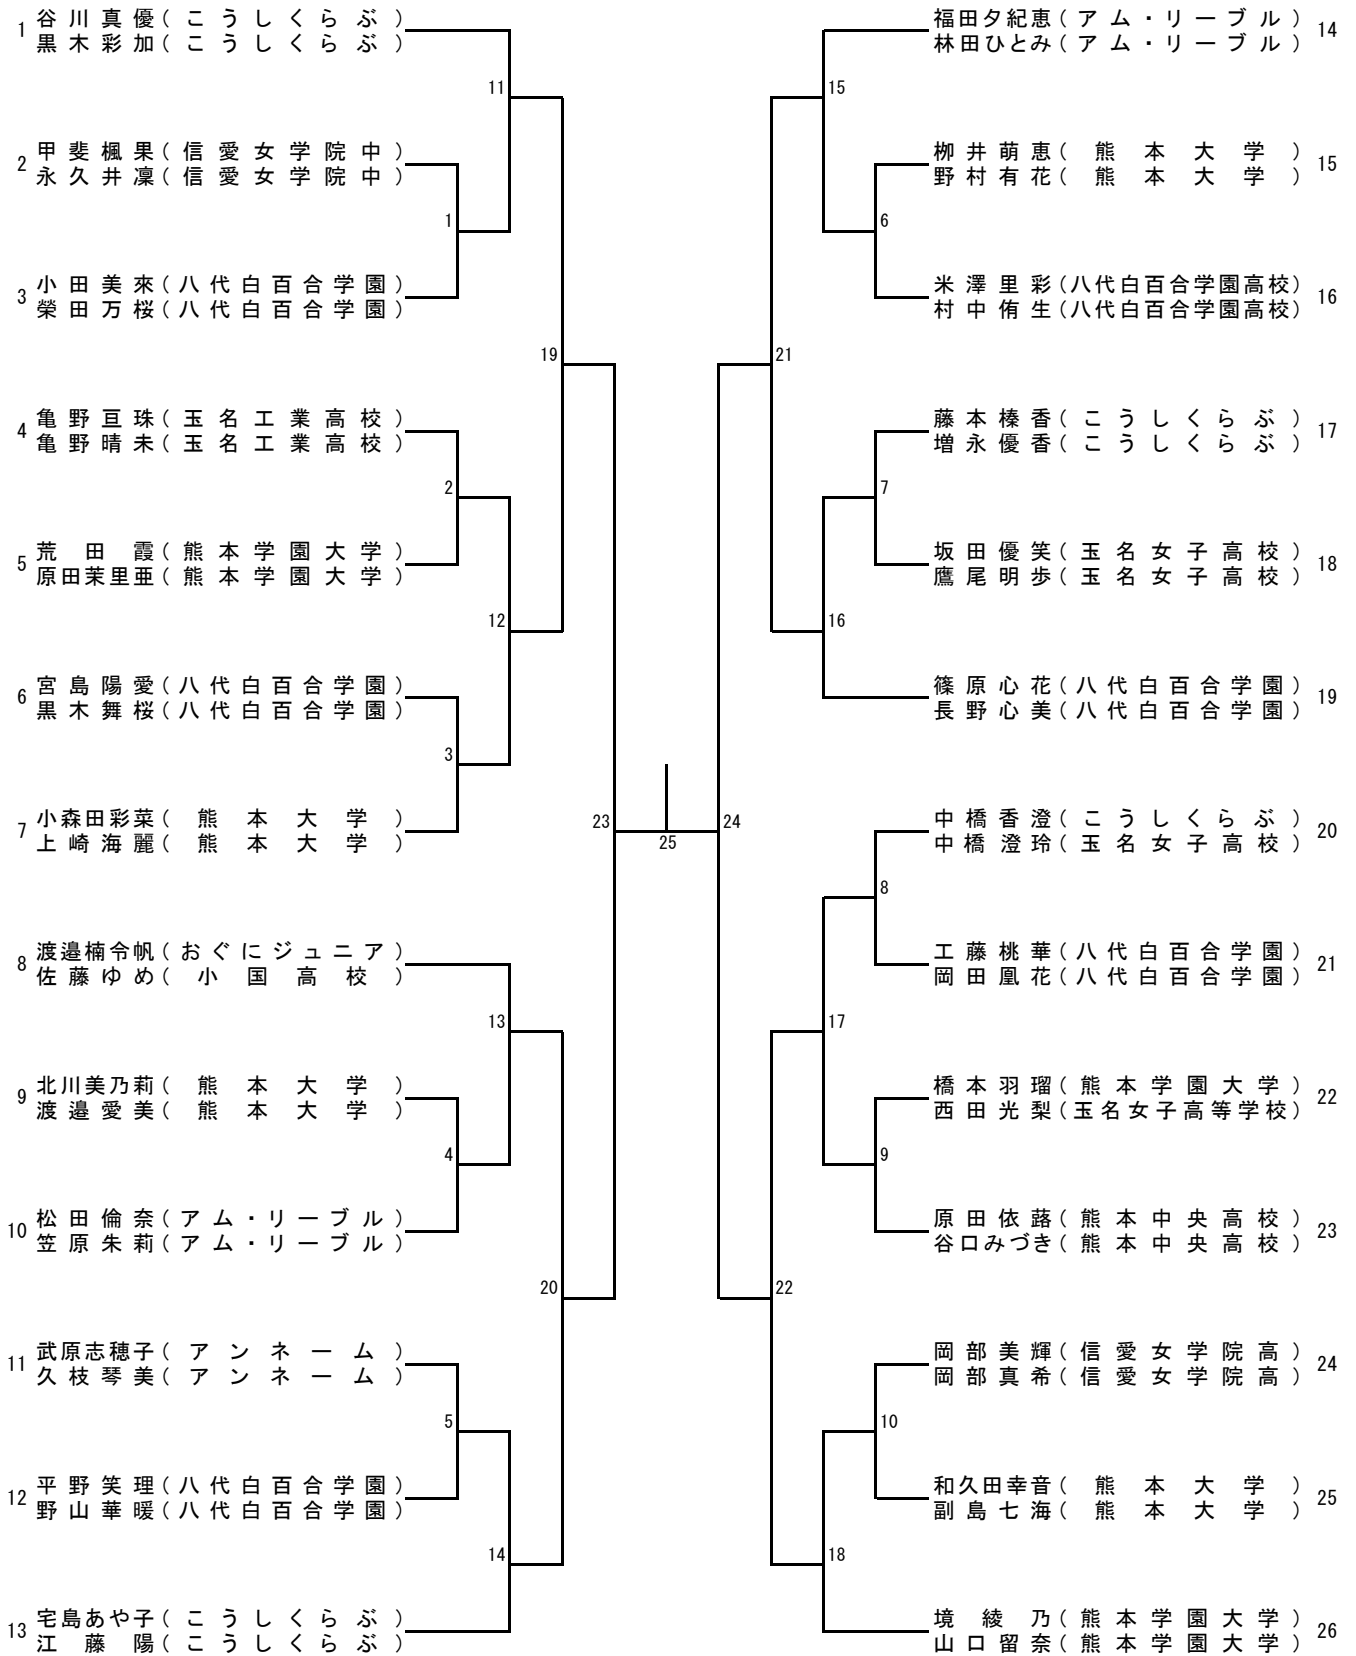 1 谷川真優(こうしくらぶ)
黒木彩加(こうしくらぶ)
11
2 甲斐楓果(信愛女学院中)
永久井凜(信愛女学院中)
1
3 小田美來(八代白百合学園)
榮田万桜(八代白百合学園)
19
4 亀野亘珠(玉名工業高校)
亀野晴未(玉名工業高校)
2
5 荒田霞(熊本学園大学)
原田茉里亜(熊本学園大学)
12
6 宮島陽愛(八代白百合学園)
黒木舞桜(八代白百合学園)
3
7 小森田彩菜(熊本大学)
上崎海麗(熊本大学)
23
8 渡邉楠令帆(おぐにジュニア)
佐藤ゆめ(小国高校)
13
9 北川美乃莉(熊本大学)
渡邉愛美(熊本大学)
4
10 松田倫奈(アム・リーブル)
笠原朱莉(アム・リーブル)
20
11 武原志穂子(アンネーム)
久枝琴美(アンネーム)
5
12 平野笑理(八代白百合学園)
野山華暖(八代白百合学園)
14
13 宅島あや子(こうしくらぶ)
江藤陽(こうしくらぶ)
25
福田夕紀恵(アム・リーブル) 14
林田ひとみ(アム・リーブル)
15
栁井萌恵(熊本大学) 15
野村有花(熊本大学)
6
米澤里彩(八代白百合学園高校) 16
村中侑生(八代白百合学園高校)
21
藤本榛香(こうしくらぶ) 17
増永優香(こうしくらぶ)
7
坂田優笑(玉名女子高校) 18
鷹尾明歩(玉名女子高校)
16
篠原心花(八代白百合学園) 19
長野心美(八代白百合学園)
24
中橋香澄(こうしくらぶ) 20
中橋澄玲(玉名女子高校)
8
工藤桃華(八代白百合学園) 21
岡田凰花(八代白百合学園)
17
橋本羽瑠(熊本学園大学) 22
西田光梨(玉名女子高等学校)
9
原田依蕗(熊本中央高校) 23
谷口みづき(熊本中央高校)
22
岡部美輝(信愛女学院高) 24
岡部真希(信愛女学院高)
10
和久田幸音(熊本大学) 25
副島七海(熊本大学)
18
境綾乃(熊本学園大学) 26
山口留奈(熊本学園大学)